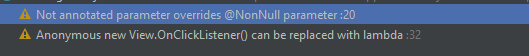 Not annotated parameter overrides @NonNull parameter :20
Anonymous new View.OnClickListener() can be replaced with lambda :32